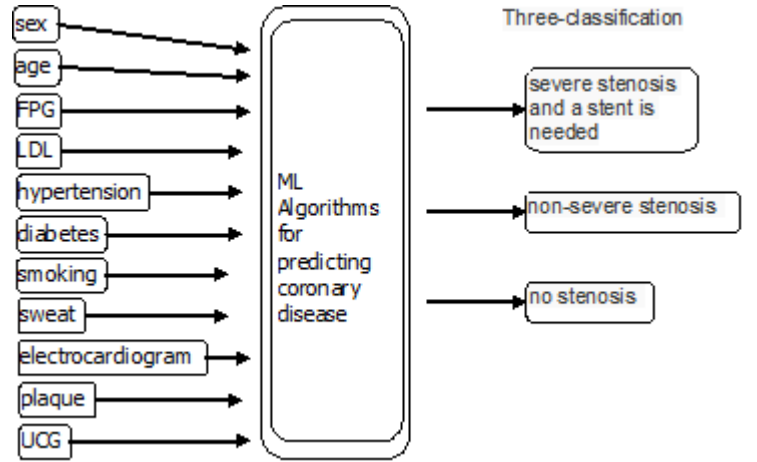 sex
age
FPG
LDL
hypertension
diabetes
smoking
sweat
electrocardiogram
plaque
UCG
ML
Algorithms
for
predicting
coronary
disease
Three-classification
severe stenosis
and a stent is
needed
non-severe stenosis
no stenosis